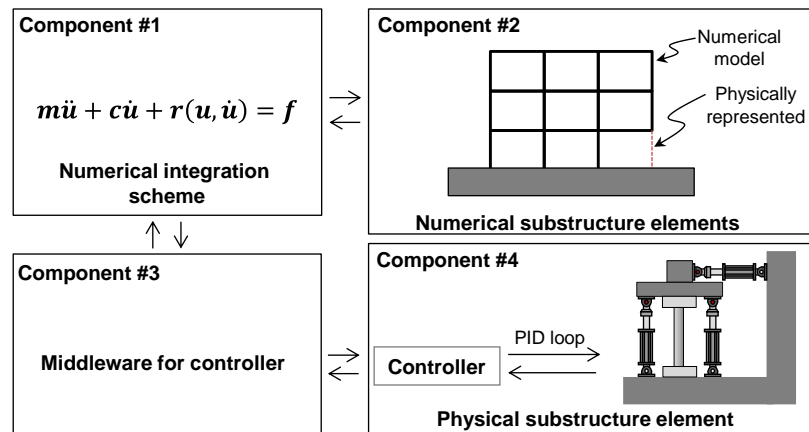 Component #1
mü + cu̇ + r(u, u̇) = f
Numerical integration
scheme
Component #2
Numerical
model
Physically
represented
Numerical substructure elements
Component #3
Middleware for controller
Component #4
Controller
PID loop
Physical substructure element